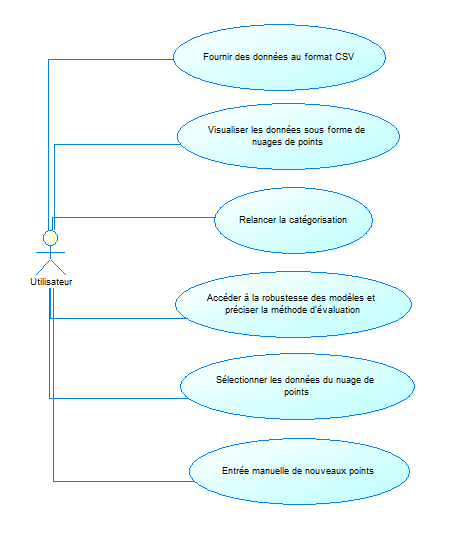 Fournir des données au format CSV
Visualiser les données sous forme de
nuages de points
Relancer la catégorisation
Utilisateur
Accéder à la robustesse des modèles et
préciser la méthode d'évaluation
Sélectionner les données du nuage de
points
Entrée manuelle de nouveaux points